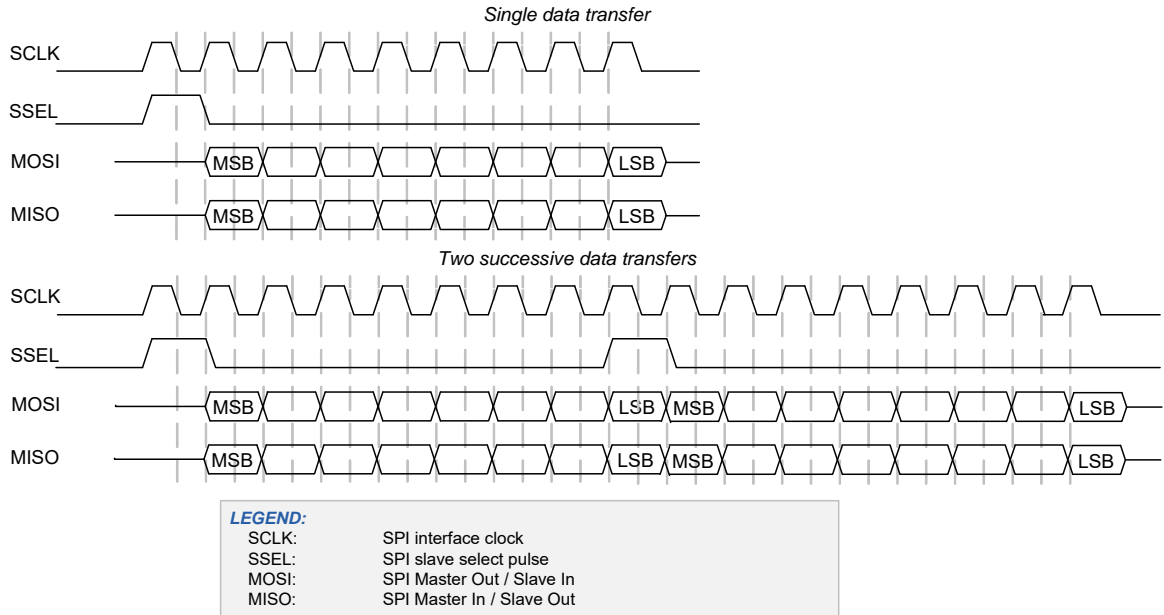 Single data transfer
SCLK
SSEL
MOSI MSB LSB
MISO MSB LSB
Two successive data transfers
SCLK
SSEL
MOSI MSB LSB MSB LSB
MISO MSB LSB MSB LSB
LEGEND:
SCLK: SPI interface clock
SSEL: SPI slave select pulse
MOSI: SPI Master Out / Slave In
MISO: SPI Master In / Slave Out